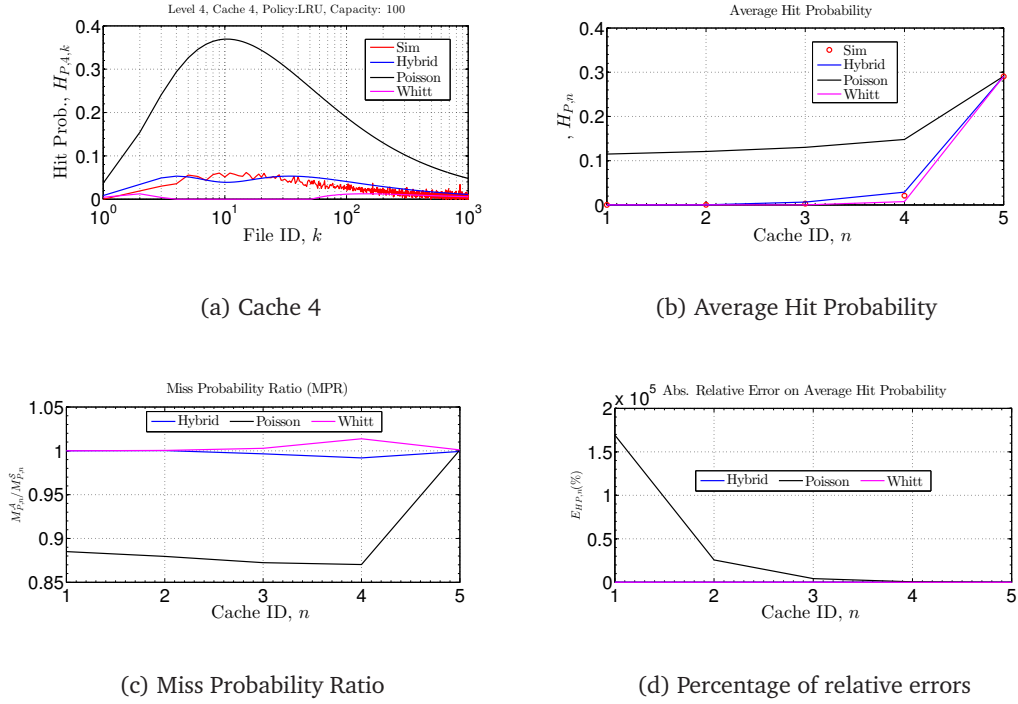 Level 4, Cache 4, Policy:LRU, Capacity: 100
Hit Prob., H_{P,4,k}
0.4
0.3
0.2
0.1
0
Sim
Hybrid
Poisson
Whitt
10^0 10^1 10^2 10^3
File ID, k
(a) Cache 4
Average Hit Probability
, H_{P,n}
0.4
0.3
0.2
0.1
0
Sim
Hybrid
Poisson
Whitt
1 2 3 4 5
Cache ID, n
(b) Average Hit Probability
Miss Probability Ratio (MPR)
M^A_{P,n}/M^S_{P,n}
1.05
1
0.95
0.9
0.85
Hybrid Poisson Whitt
1 2 3 4 5
Cache ID, n
(c) Miss Probability Ratio
Abs. Relative Error on Average Hit Probability
x 10^5
E_{HP,n}(%)
2
1.5
1
0.5
0
Hybrid Poisson Whitt
1 2 3 4 5
Cache ID, n
(d) Percentage of relative errors